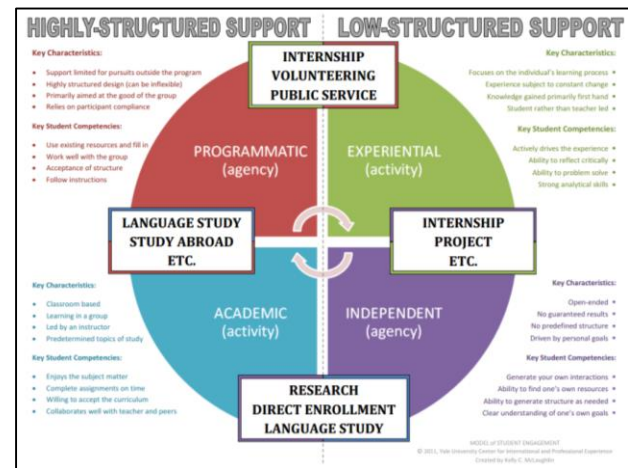 HIGHLY-STRUCTURED SUPPORT
LOW-STRUCTURED SUPPORT
Key Characteristics:
Support limited for pursuits outside the program
Highly structured design (can be inflexible)
Primarily aimed at the good of the group
Relies on participant compliance
Key Student Competencies:
Use existing resources and fill in
Work well with the group
Acceptance of structure
Follow instructions
INTERNSHIP
VOLUNTEERING
PUBLIC SERVICE
Key Characteristics:
Focuses on the individual's learning process
Experience subject to constant change
Knowledge gained primarily first hand
Student rather than teacher led
Key Student Competencies:
Actively drives the experience
Ability to reflect critically
Ability to problem solve
Strong analytical skills
PROGRAMMATIC
(agency)
EXPERIENTIAL
(activity)
LANGUAGE STUDY
STUDY ABROAD
ETC.
INTERNSHIP
PROJECT
ETC.
Key Characteristics:
Classroom based
Learning in a group
Led by an instructor
Predetermined topics of study
Key Student Competencies:
Enjoys the subject matter
Complete assignments on time
Willing to accept the curriculum
Collaborates well with teacher and peers
ACADEMIC
(activity)
INDEPENDENT
(agency)
Key Characteristics:
Open-ended
No guaranteed results
No predefined structure
Driven by personal goals
Key Student Competencies:
Generate your own interactions
Ability to find one's own resources
Ability to generate structure as needed
Clear understanding of one's own goals
RESEARCH
DIRECT ENROLLMENT
LANGUAGE STUDY
MODEL of STUDENT ENGAGEMENT
© 2011, Yale University Center for International and Professional Experience
Created by Kelly C. McLaughlin